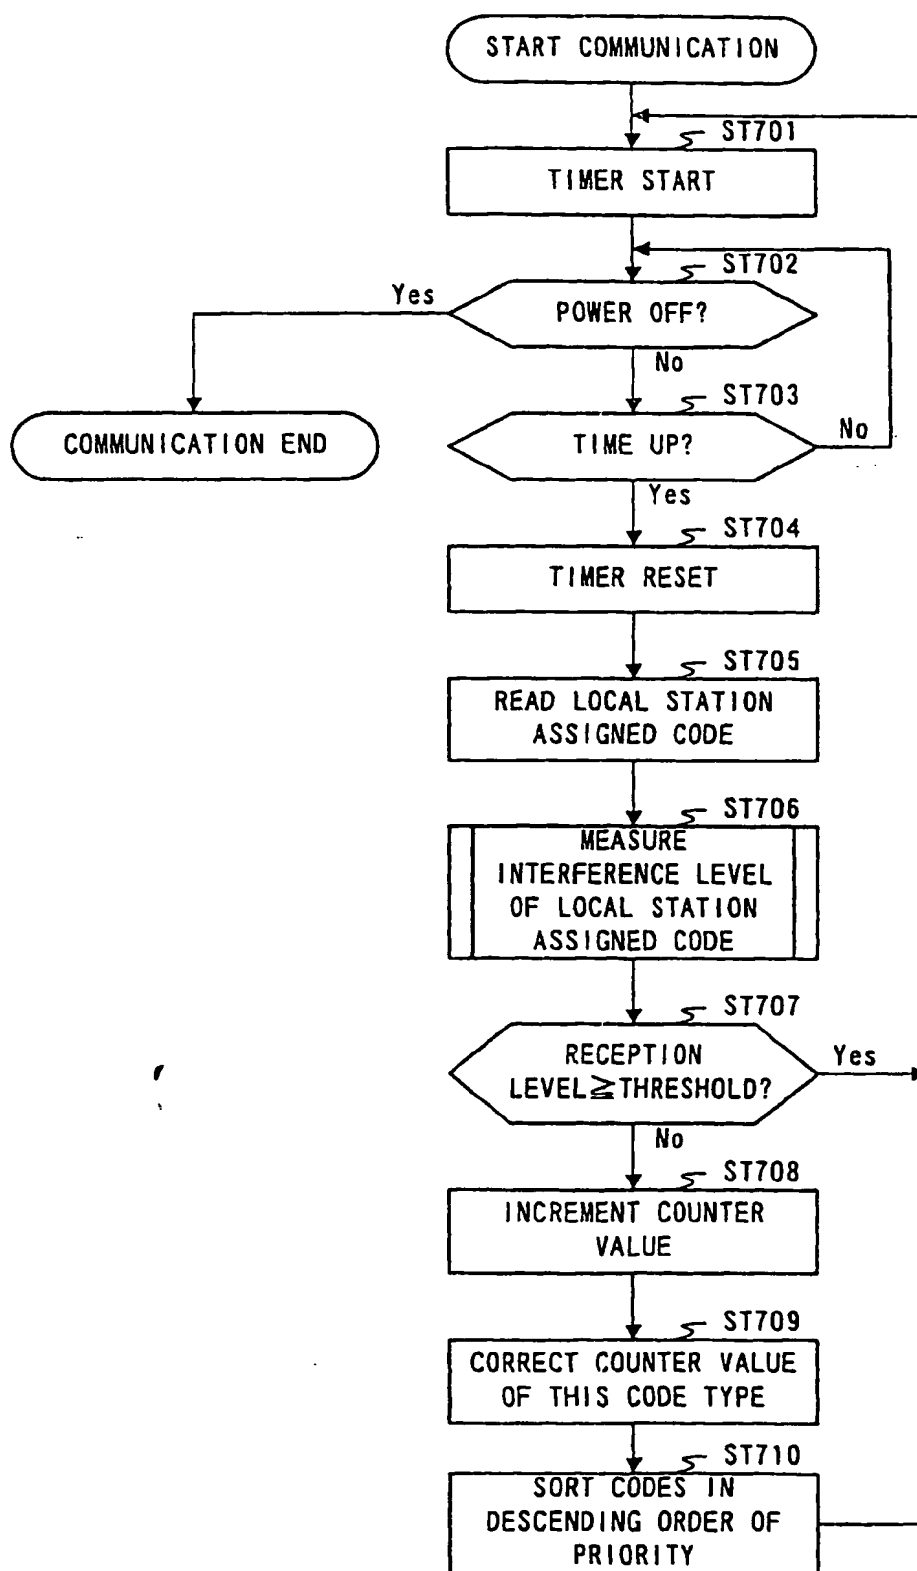 START COMMUNICATION
ST701
TIMER START
ST702
Yes
POWER OFF?
No
ST703
COMMUNICATION END
TIME UP?
No
Yes
ST704
TIMER RESET
ST705
READ LOCAL STATION
ASSIGNED CODE
ST706
MEASURE
INTERFERENCE LEVEL
OF LOCAL STATION
ASSIGNED CODE
ST707
RECEPTION
LEVEL≧THRESHOLD?
Yes
No
ST708
INCREMENT COUNTER
VALUE
ST709
CORRECT COUNTER VALUE
OF THIS CODE TYPE
ST710
SORT CODES IN
DESCENDING ORDER OF
PRIORITY